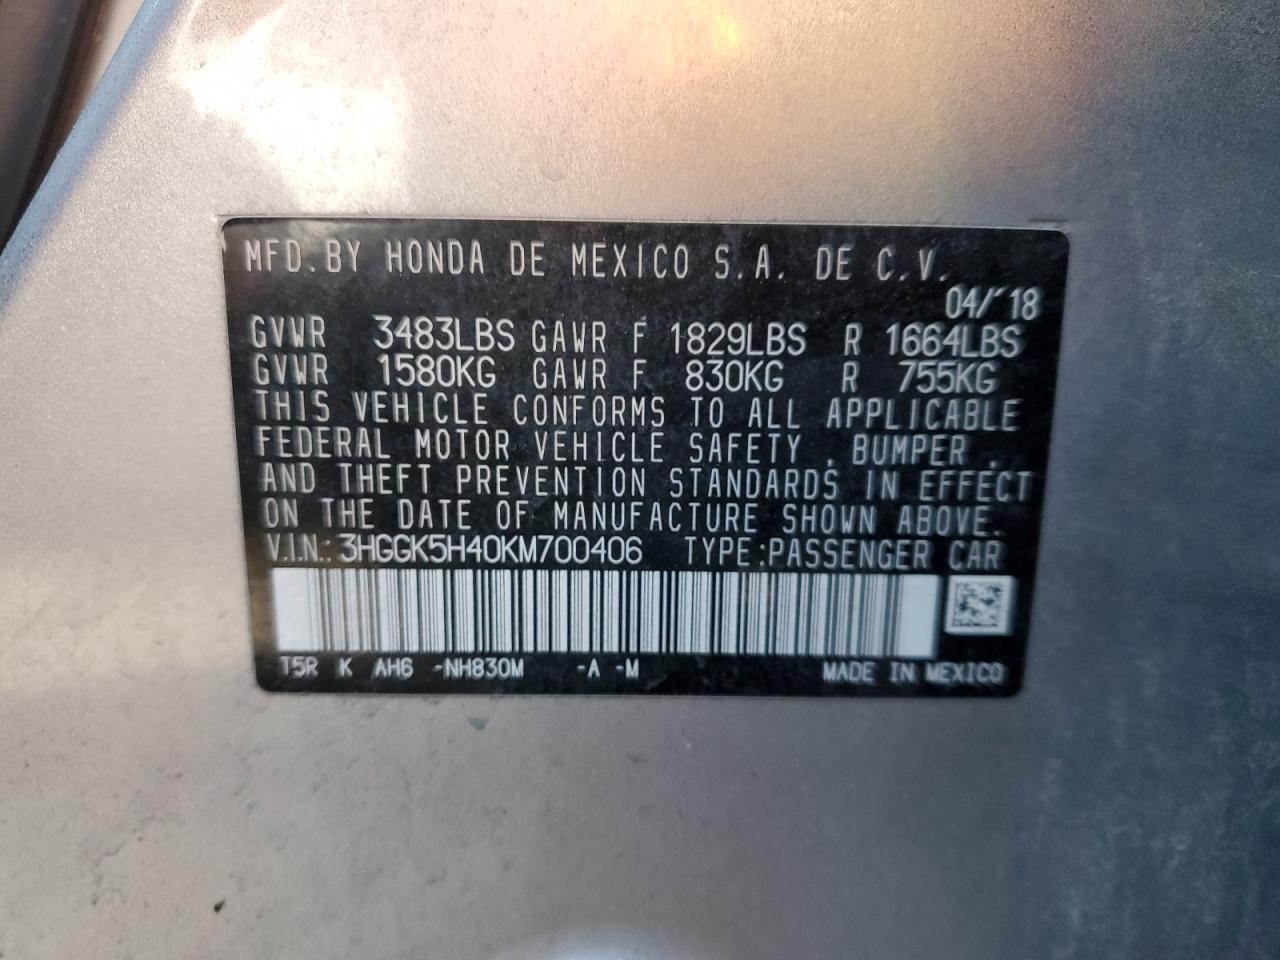 MFD. BY HONDA DE MEXICO S.A. DE C.V.
04/18
GVWR 3483LBS GAWR F 1829LBS R 1664LBS
GVWR 1580KG GAWR F 830KG R 755KG
THIS VEHICLE CONFORMS TO ALL APPLICABLE
FEDERAL MOTOR VEHICLE SAFETY , BUMPER ,
AND THEFT PREVENTION STANDARDS IN EFFECT
ON THE DATE OF MANUFACTURE SHOWN ABOVE.
V.I.N.: 3HGGK5H40KM700406 TYPE:PASSENGER CAR
T5R K AH6 -NH830M -A -M MADE IN MEXICO